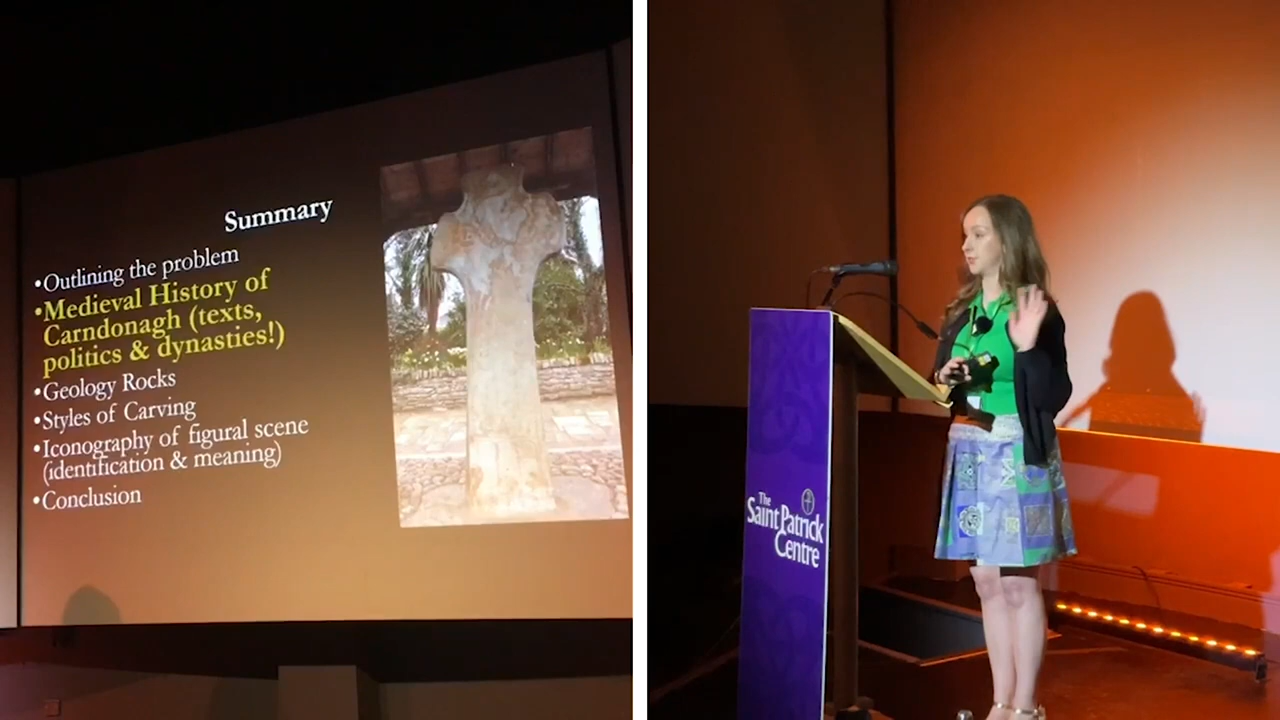 Summary
•Outlining the problem
•Medieval History of
Carndonagh (texts,
politics & dynasties!)
•Geology Rocks
•Styles of Carving
•Iconography of figural scene
(identification & meaning)
•Conclusion
The
Saint Patrick
Centre